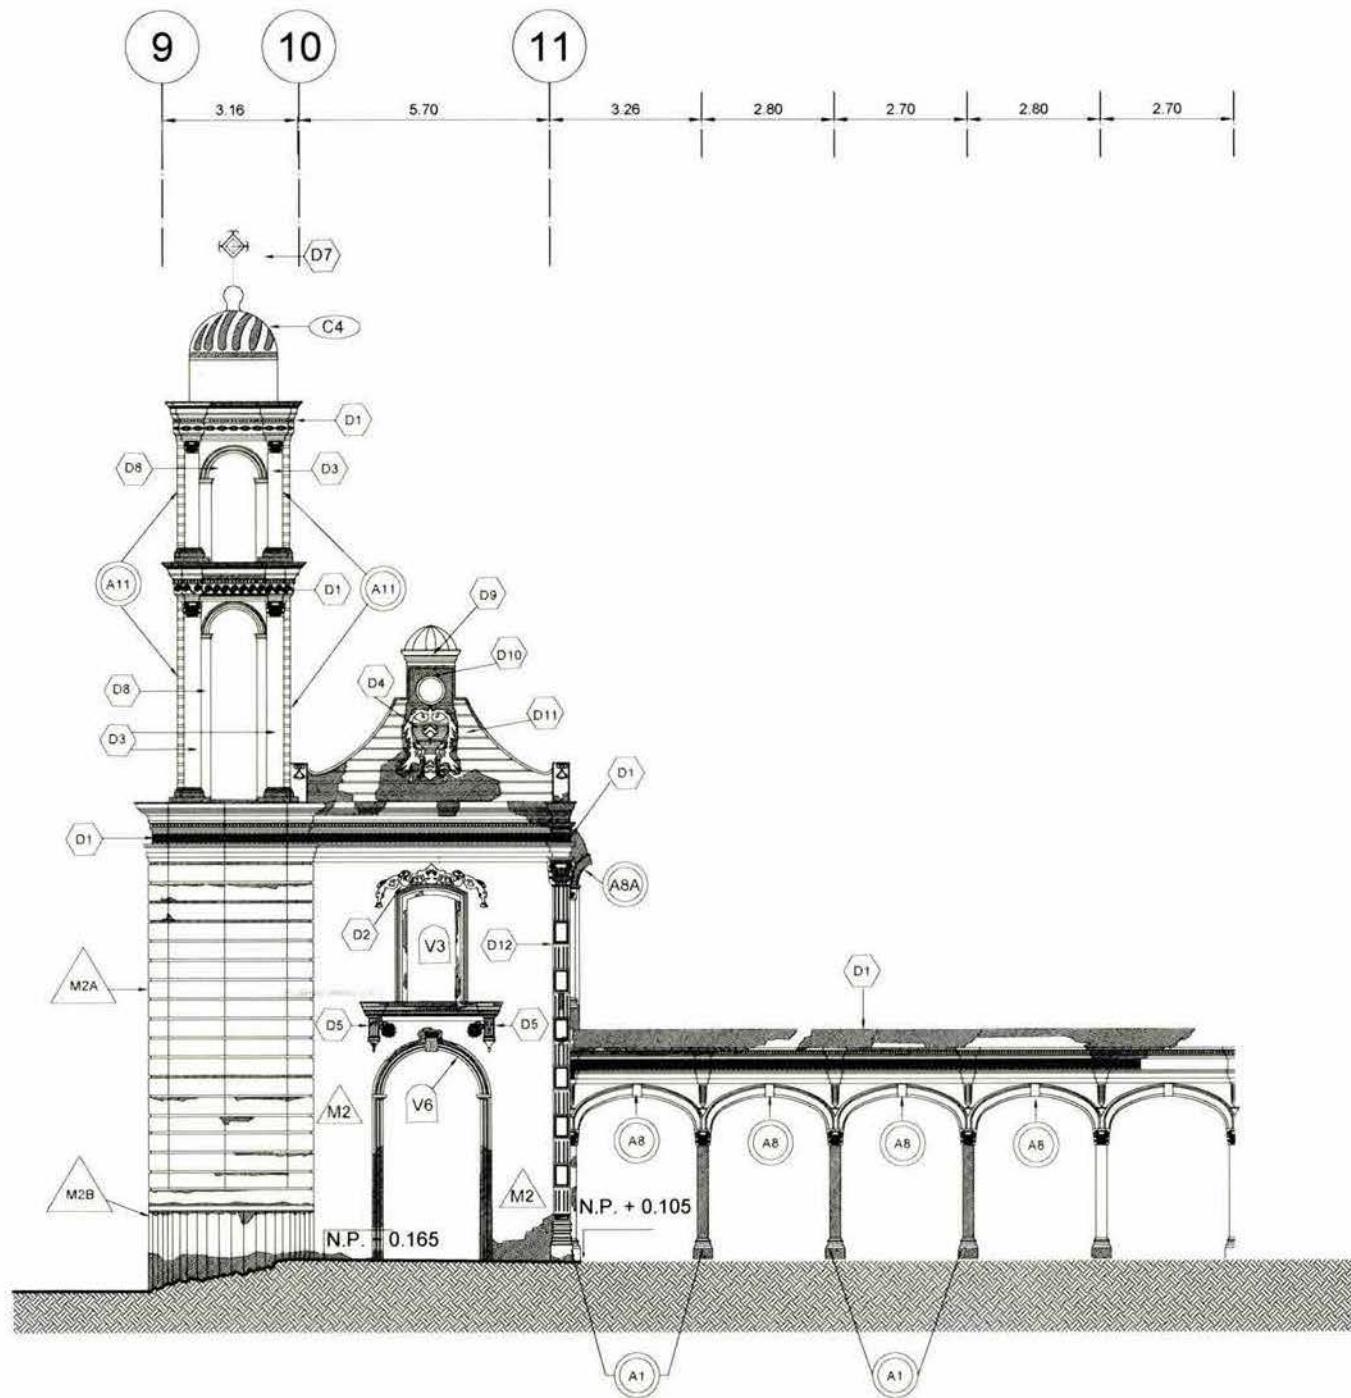 9 10 11
3.16 5.70 3.26 2.80 2.70 2.80 2.70
D7
C4
D1
D8 D3
A11 A11
D1
D9
D10
D4
D8
D11
D3
D1
D1
A8A
D2 V3 D12
M2A
D1
D5 D5
M2 V6
A8 A8 A8 A8
M2B
M2
N.P. + 0.105
N.P. + 0.165
A1 A1